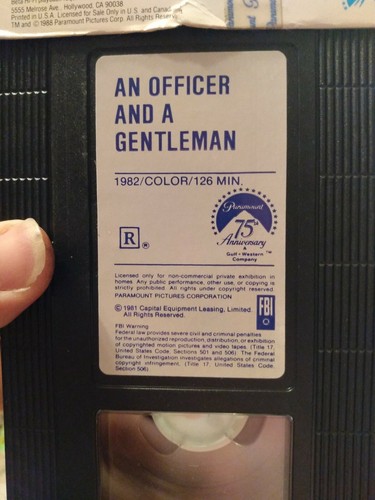 5555 Melrose Ave., Hollywood, CA 90038
Printed in U.S.A. Licensed for Sale Only in U.S. and Canada
TM and © 1988 Paramount Pictures Corp. All Rights
AN OFFICER
AND A
GENTLEMAN
1982/COLOR/126 MIN.
Paramount
75th
Anniversary
Gulf + Western
Company
TM
R ®
Licensed only for non-commercial private exhibition in
homes. Any performance, other use, or copying is
strictly prohibited. All rights under copyright reserved.
PARAMOUNT PICTURES CORPORATION
© 1981 Capital Equipment Leasing, Limited.
All Rights Reserved.
FBI
FBI Warning
Federal law provides severe civil and criminal penalties
for the unauthorized reproduction, distribution, or exhibition
of copyrighted motion pictures and video tapes. (Title 17,
United States Code, Sections 501 and 506). The Federal
Bureau of Investigation investigates allegations of criminal
copyright infringement. (Title 17, United States Code,
Section 506).